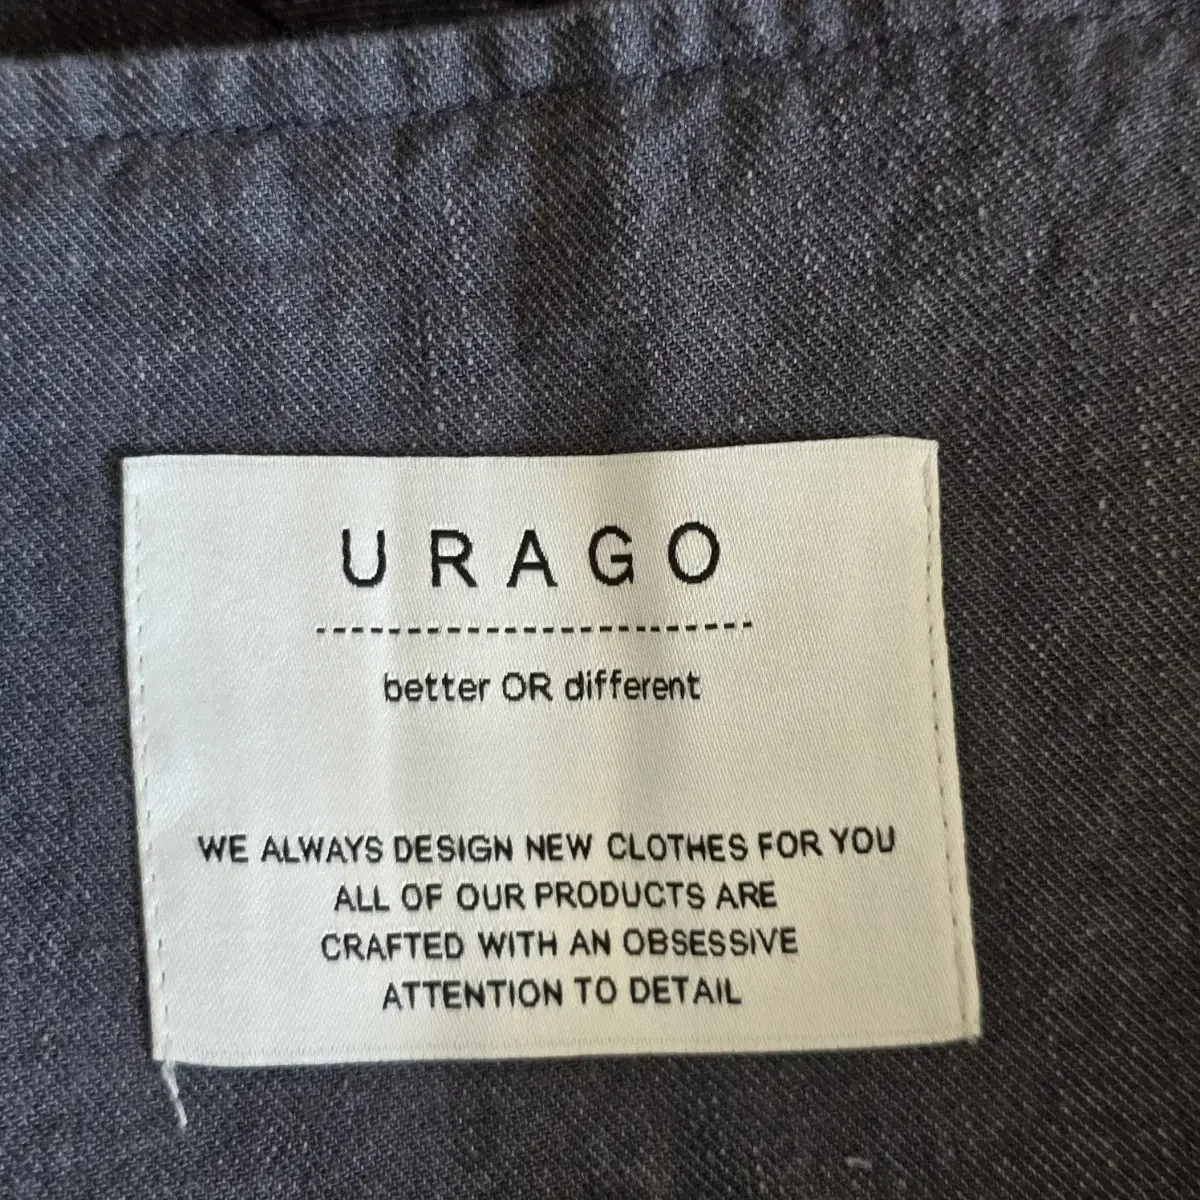 URAGO
better OR different
WE ALWAYS DESIGN NEW CLOTHES FOR YOU
ALL OF OUR PRODUCTS ARE
CRAFTED WITH AN OBSESSIVE
ATTENTION TO DETAIL